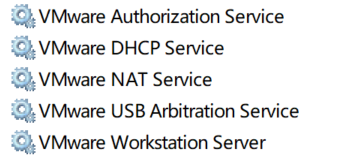 VMware Authorization Service
VMware DHCP Service
VMware NAT Service
VMware USB Arbitration Service
VMware Workstation Server